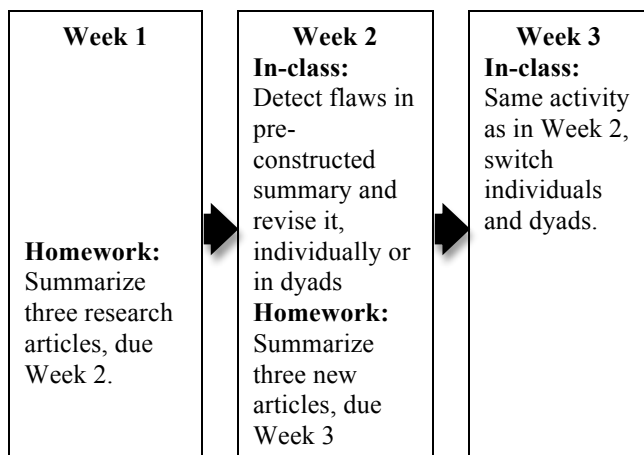 Week 1
Homework:
Summarize
three research
articles, due
Week 2.
Week 2
In-class:
Detect flaws in
pre-
constructed
summary and
revise it,
individually or
in dyads
Homework:
Summarize
three new
articles, due
Week 3
Week 3
In-class:
Same activity
as in Week 2,
switch
individuals
and dyads.